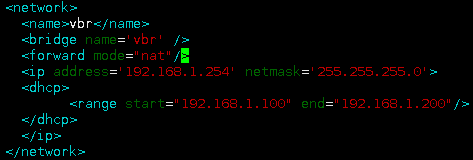 <network>
  <name>vbr</name>
  <bridge name='vbr' />
  <forward mode="nat"/>
  <ip address='192.168.1.254' netmask='255.255.255.0'>
  <dhcp>
        <range start="192.168.1.100" end="192.168.1.200"/>
  </dhcp>
  </ip>
</network>